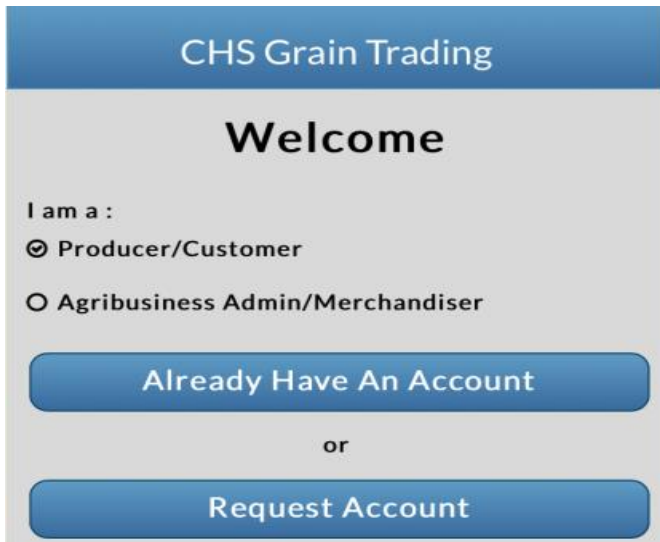 CHS Grain Trading
Welcome
I am a :
Producer/Customer
Agribusiness Admin/Merchandiser
Already Have An Account
or
Request Account